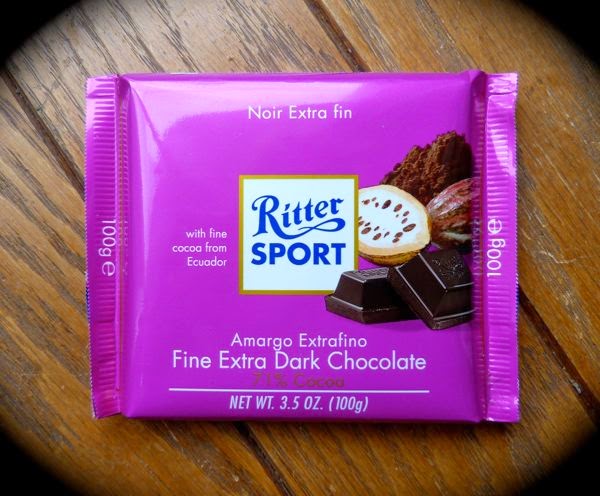 Noir Extra fin
Ritter
SPORT
with fine
cocoa from
Ecuador
100g e
100g e
Amargo Extrafino
Fine Extra Dark Chocolate
71% Cocoa
NET WT. 3.5 OZ. (100g)